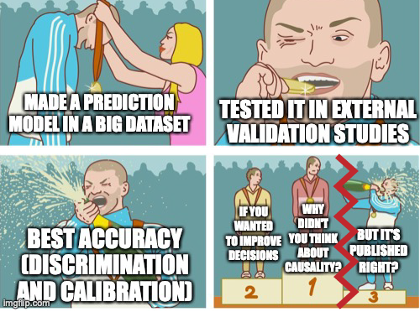 MADE A PREDICTION
MODEL IN A BIG DATASET
TESTED IT IN EXTERNAL
VALIDATION STUDIES
BEST ACCURACY
(DISCRIMINATION
AND CALIBRATION)
IF YOU
WANTED
TO IMPROVE
DECISIONS
WHY
DIDN'T
YOU THINK
ABOUT
CAUSALITY?
BUT IT'S
PUBLISHED
RIGHT?
2
1
3
imgflip.com